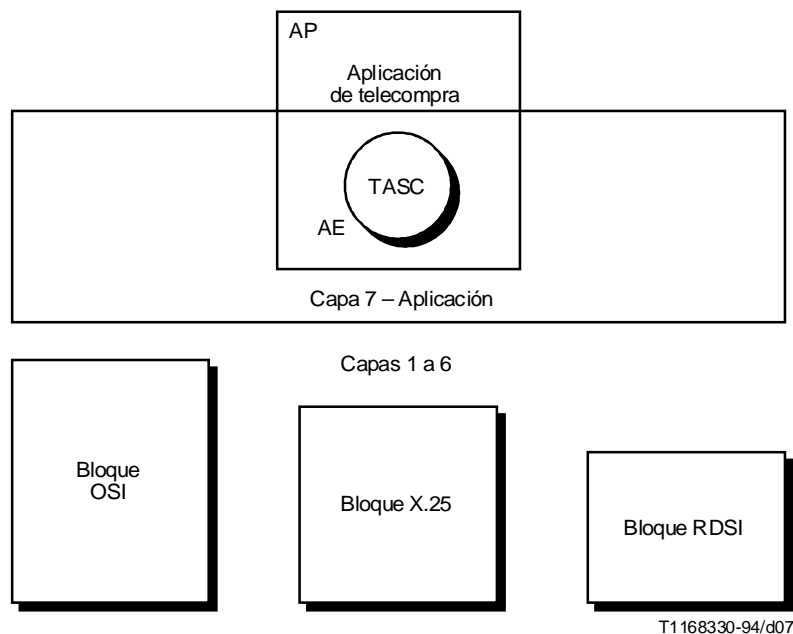 AP
Aplicación
de telecompra
TASC
AE
Capa 7 – Aplicación
Capas 1 a 6
Bloque
OSI
Bloque X.25
Bloque RDSI
T1168330-94/d07